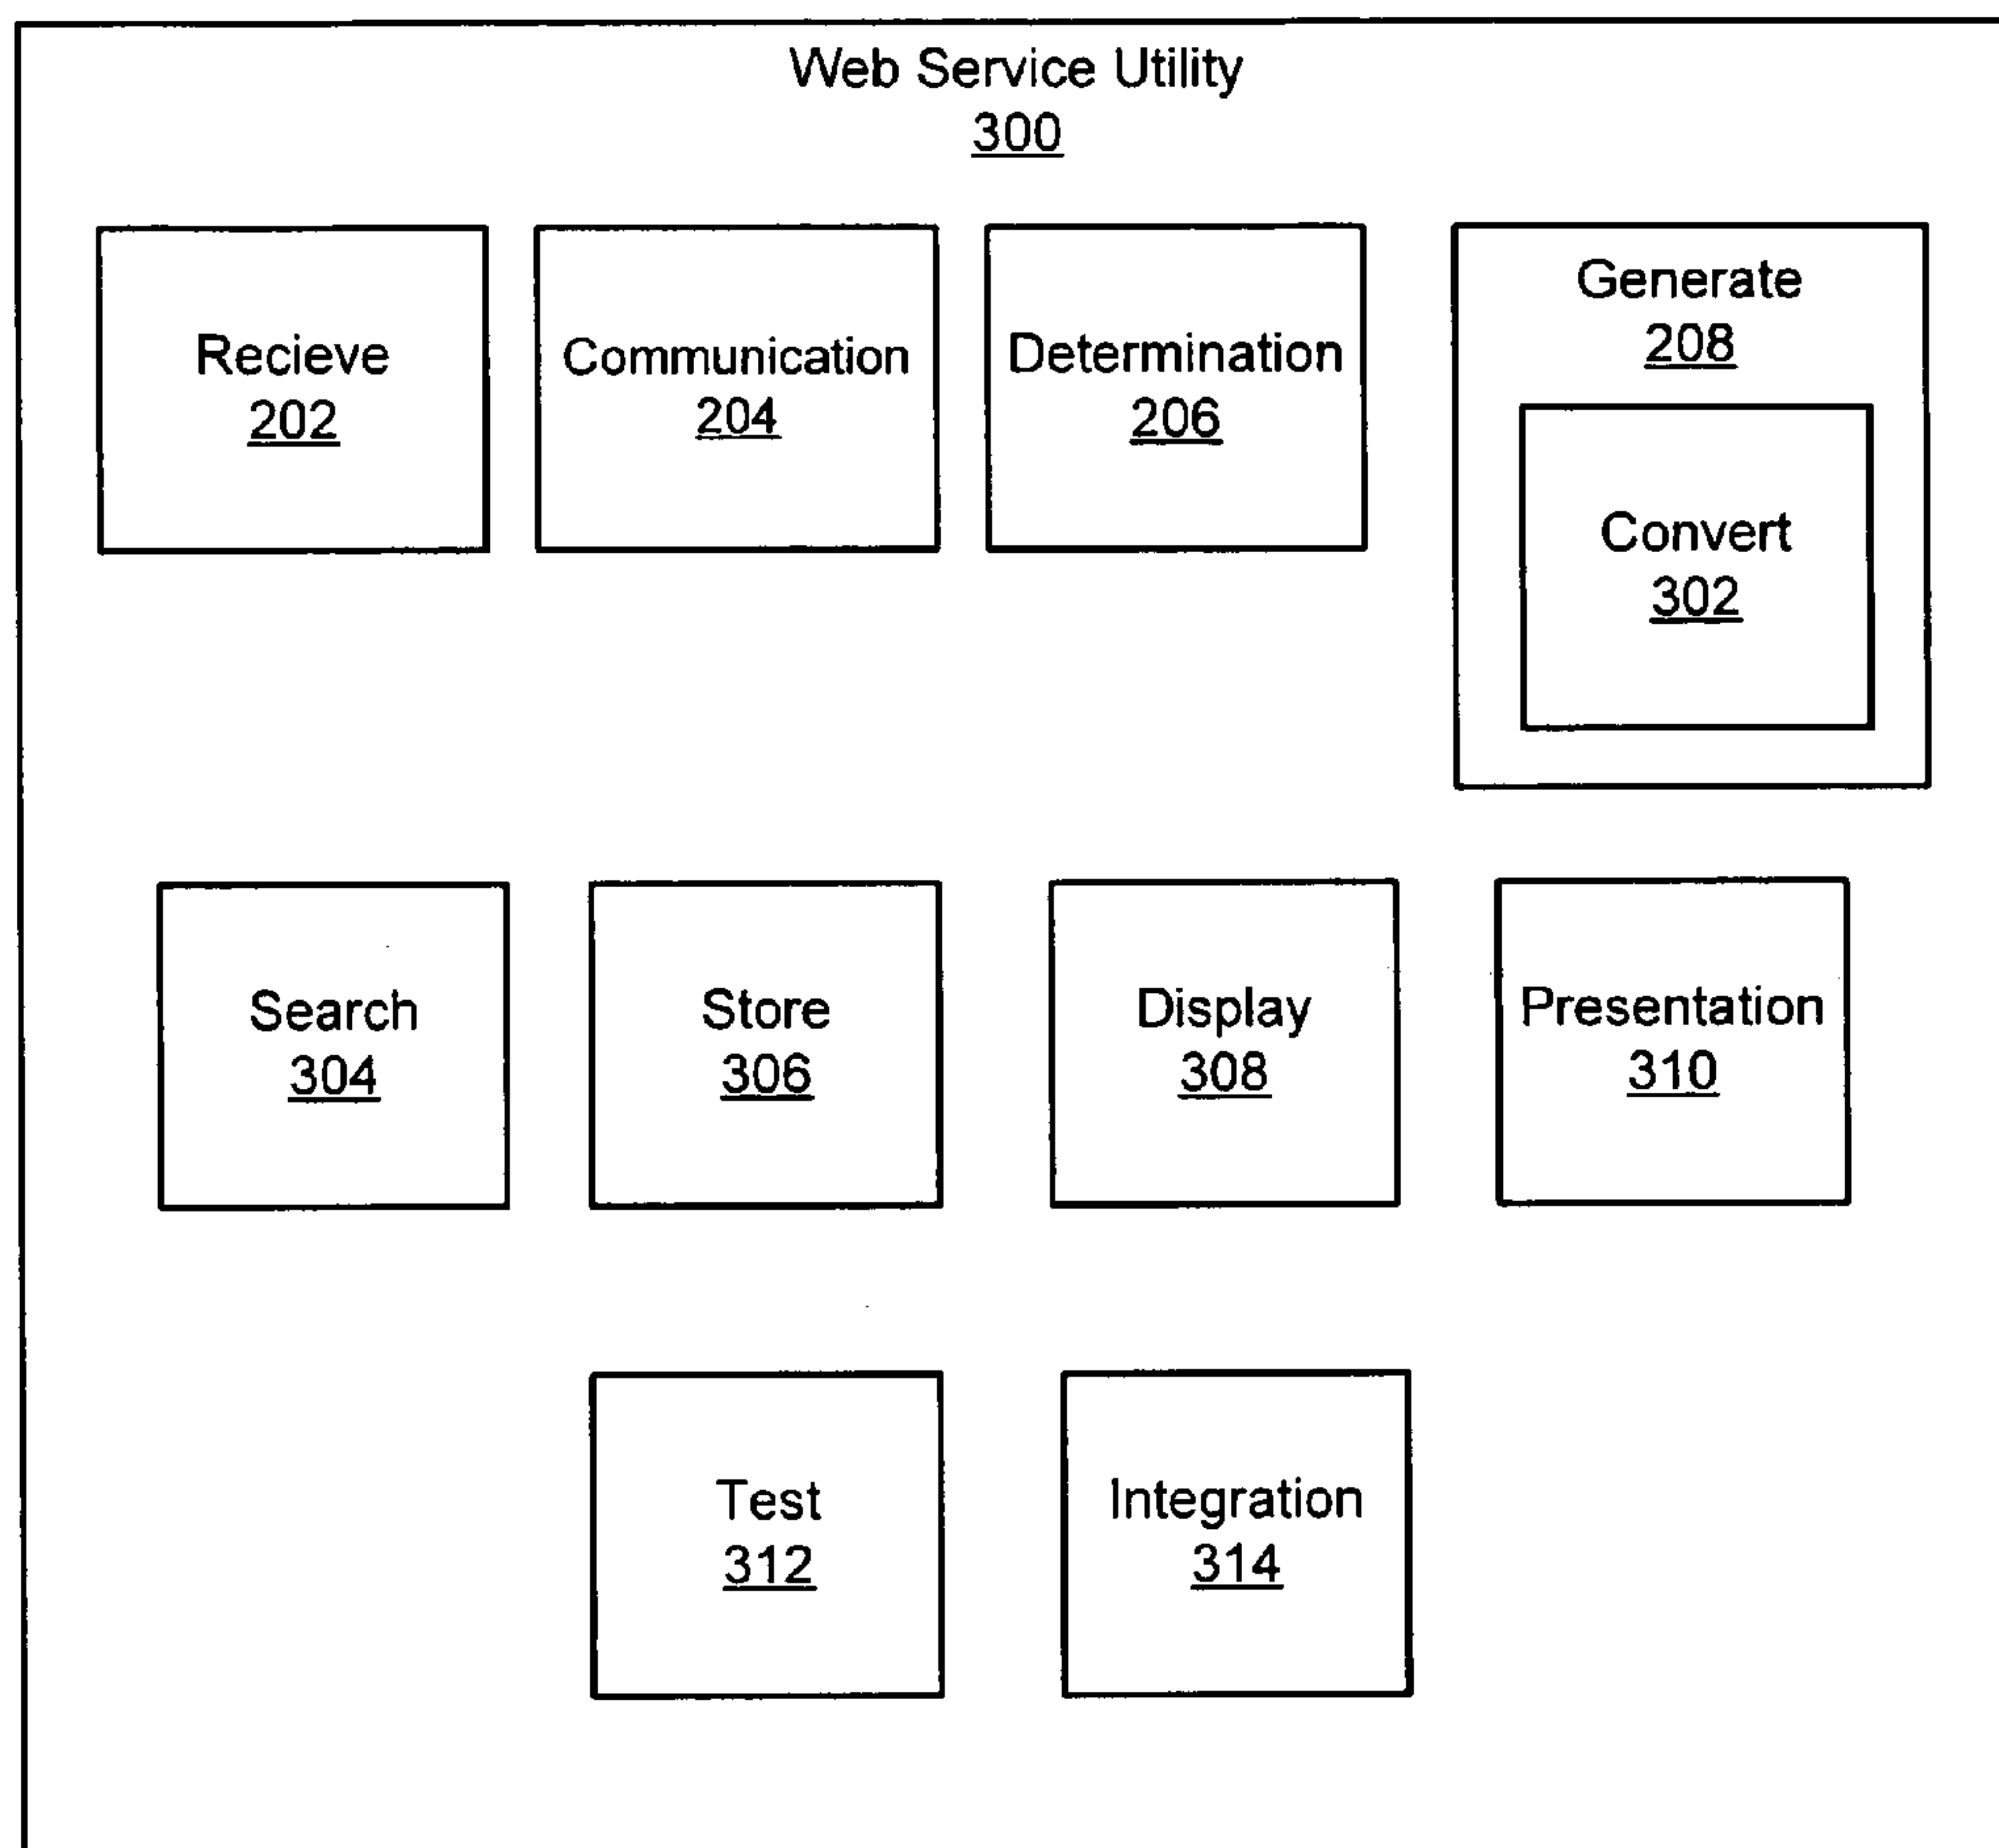 Web Service Utility
300
Recieve
202
Communication
204
Determination
206
Generate
208
Convert
302
Search
304
Store
306
Display
308
Presentation
310
Test
312
Integration
314